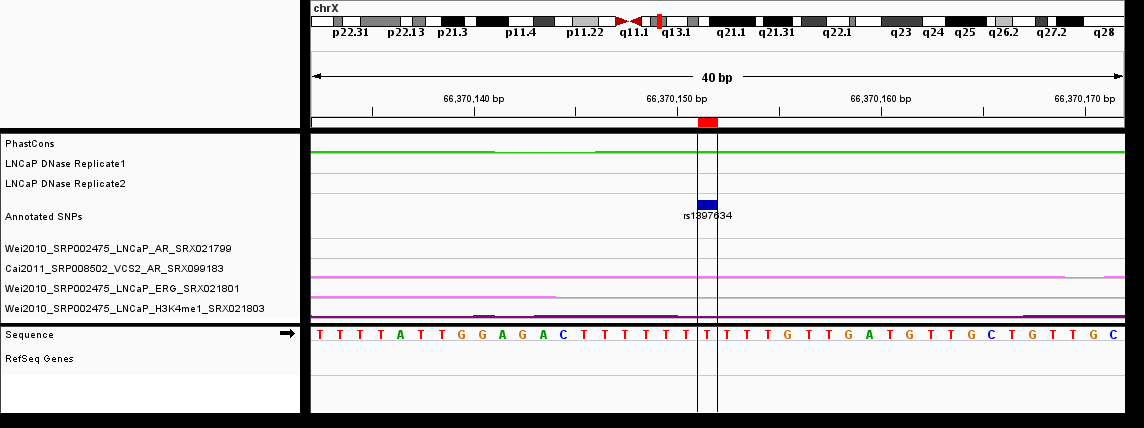 chrX
p22.31 p22.13 p21.3 p11.4 p11.22 q11.1 q13.1 q21.1 q21.31 q22.1 q23 q24 q25 q26.2 q27.2 q28
40 bp
66,370,140 bp 66,370,150 bp 66,370,160 bp 66,370,170 bp
PhastCons
LNCaP DNase Replicate1
LNCaP DNase Replicate2
Annotated SNPs
rs1897634
Wei2010_SRP002475_LNCaP_AR_SRX021799
Cai2011_SRP008502_VCS2_AR_SRX099183
Wei2010_SRP002475_LNCaP_ERG_SRX021801
Wei2010_SRP002475_LNCaP_H3K4me1_SRX021803
Sequence T T T T A T T G G A G A C T T T T T T T T T T G T T G A T G T T G C T G T T G C
RefSeq Genes